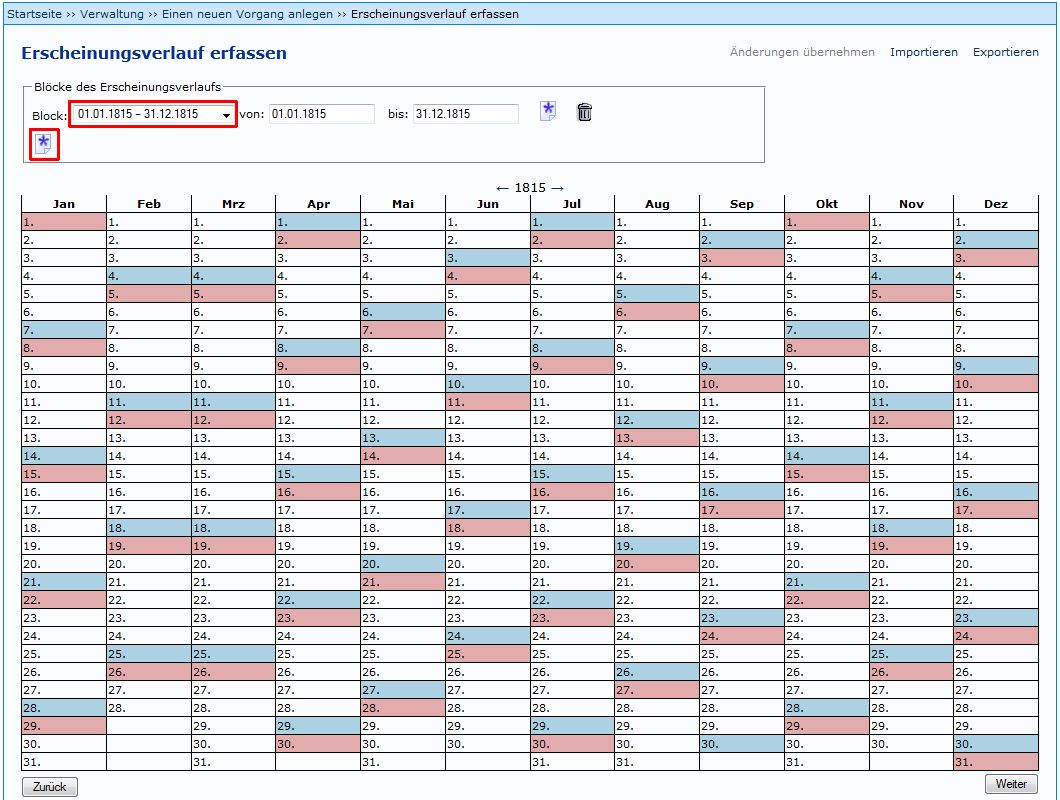 Startseite ›› Verwaltung ›› Einen neuen Vorgang anlegen ›› Erscheinungsverlauf erfassen
Erscheinungsverlauf erfassen Änderungen übernehmen Importieren Exportieren
Blöcke des Erscheinungsverlaufs
Block: 01.01.1815 – 31.12.1815 von: 01.01.1815 bis: 31.12.1815
← 1815 →
Jan Feb Mrz Apr Mai Jun Jul Aug Sep Okt Nov Dez
1. 1. 1. 1. 1. 1. 1. 1. 1. 1. 1. 1.
2. 2. 2. 2. 2. 2. 2. 2. 2. 2. 2. 2.
3. 3. 3. 3. 3. 3. 3. 3. 3. 3. 3. 3.
4. 4. 4. 4. 4. 4. 4. 4. 4. 4. 4. 4.
5. 5. 5. 5. 5. 5. 5. 5. 5. 5. 5. 5.
6. 6. 6. 6. 6. 6. 6. 6. 6. 6. 6. 6.
7. 7. 7. 7. 7. 7. 7. 7. 7. 7. 7. 7.
8. 8. 8. 8. 8. 8. 8. 8. 8. 8. 8. 8.
9. 9. 9. 9. 9. 9. 9. 9. 9. 9. 9. 9.
10. 10. 10. 10. 10. 10. 10. 10. 10. 10. 10. 10.
11. 11. 11. 11. 11. 11. 11. 11. 11. 11. 11. 11.
12. 12. 12. 12. 12. 12. 12. 12. 12. 12. 12. 12.
13. 13. 13. 13. 13. 13. 13. 13. 13. 13. 13. 13.
14. 14. 14. 14. 14. 14. 14. 14. 14. 14. 14. 14.
15. 15. 15. 15. 15. 15. 15. 15. 15. 15. 15. 15.
16. 16. 16. 16. 16. 16. 16. 16. 16. 16. 16. 16.
17. 17. 17. 17. 17. 17. 17. 17. 17. 17. 17. 17.
18. 18. 18. 18. 18. 18. 18. 18. 18. 18. 18. 18.
19. 19. 19. 19. 19. 19. 19. 19. 19. 19. 19. 19.
20. 20. 20. 20. 20. 20. 20. 20. 20. 20. 20. 20.
21. 21. 21. 21. 21. 21. 21. 21. 21. 21. 21. 21.
22. 22. 22. 22. 22. 22. 22. 22. 22. 22. 22. 22.
23. 23. 23. 23. 23. 23. 23. 23. 23. 23. 23. 23.
24. 24. 24. 24. 24. 24. 24. 24. 24. 24. 24. 24.
25. 25. 25. 25. 25. 25. 25. 25. 25. 25. 25. 25.
26. 26. 26. 26. 26. 26. 26. 26. 26. 26. 26. 26.
27. 27. 27. 27. 27. 27. 27. 27. 27. 27. 27. 27.
28. 28. 28. 28. 28. 28. 28. 28. 28. 28. 28. 28.
29. 29. 29. 29. 29. 29. 29. 29. 29. 29. 29.
30. 30. 30. 30. 30. 30. 30. 30. 30. 30. 30.
31. 31. 31. 31. 31. 31. 31.
Zurück Weiter